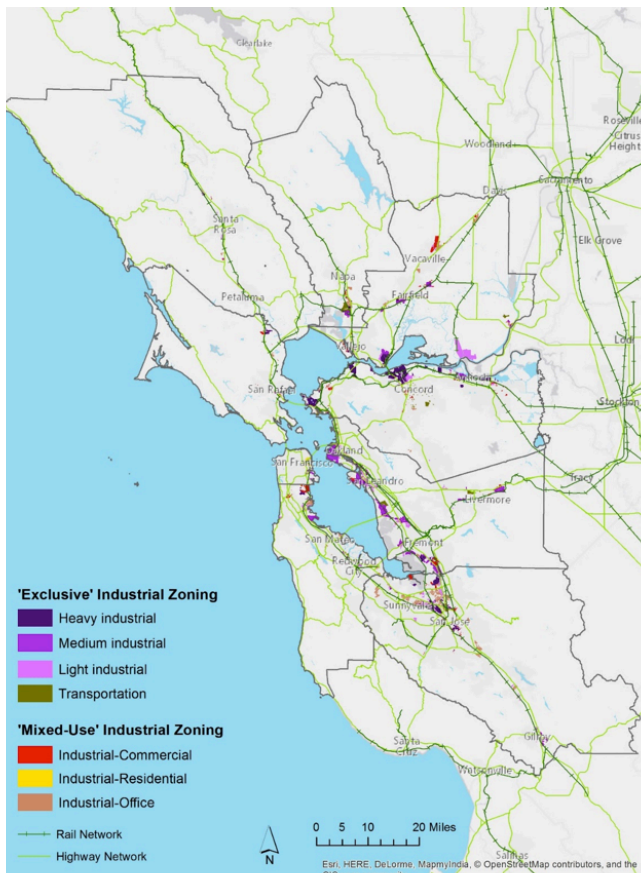 Clearlake
Roseville
Citrus
Heights
Woodland
Sacramento
Davis
Santa
Rosa
Elk Grove
Vacaville
Napa
Fairfield
Petaluma
Vallejo
Lodi
Antioch
San Rafael
Concord
Stockton
Oakland
San Francisco
San Leandro
Tracy
Livermore
San Mateo
Fremont
Redwood
City
Sunnyvale
San José
'Exclusive' Industrial Zoning
Heavy industrial
Medium industrial
Light industrial
Transportation
'Mixed-Use' Industrial Zoning
Industrial-Commercial
Industrial-Residential
Industrial-Office
Rail Network
Highway Network
Gilroy
Santa
Cruz
Watsonville
Salinas
N
0 5 10 20 Miles
Esri, HERE, DeLorme, MapmyIndia, © OpenStreetMap contributors, and the